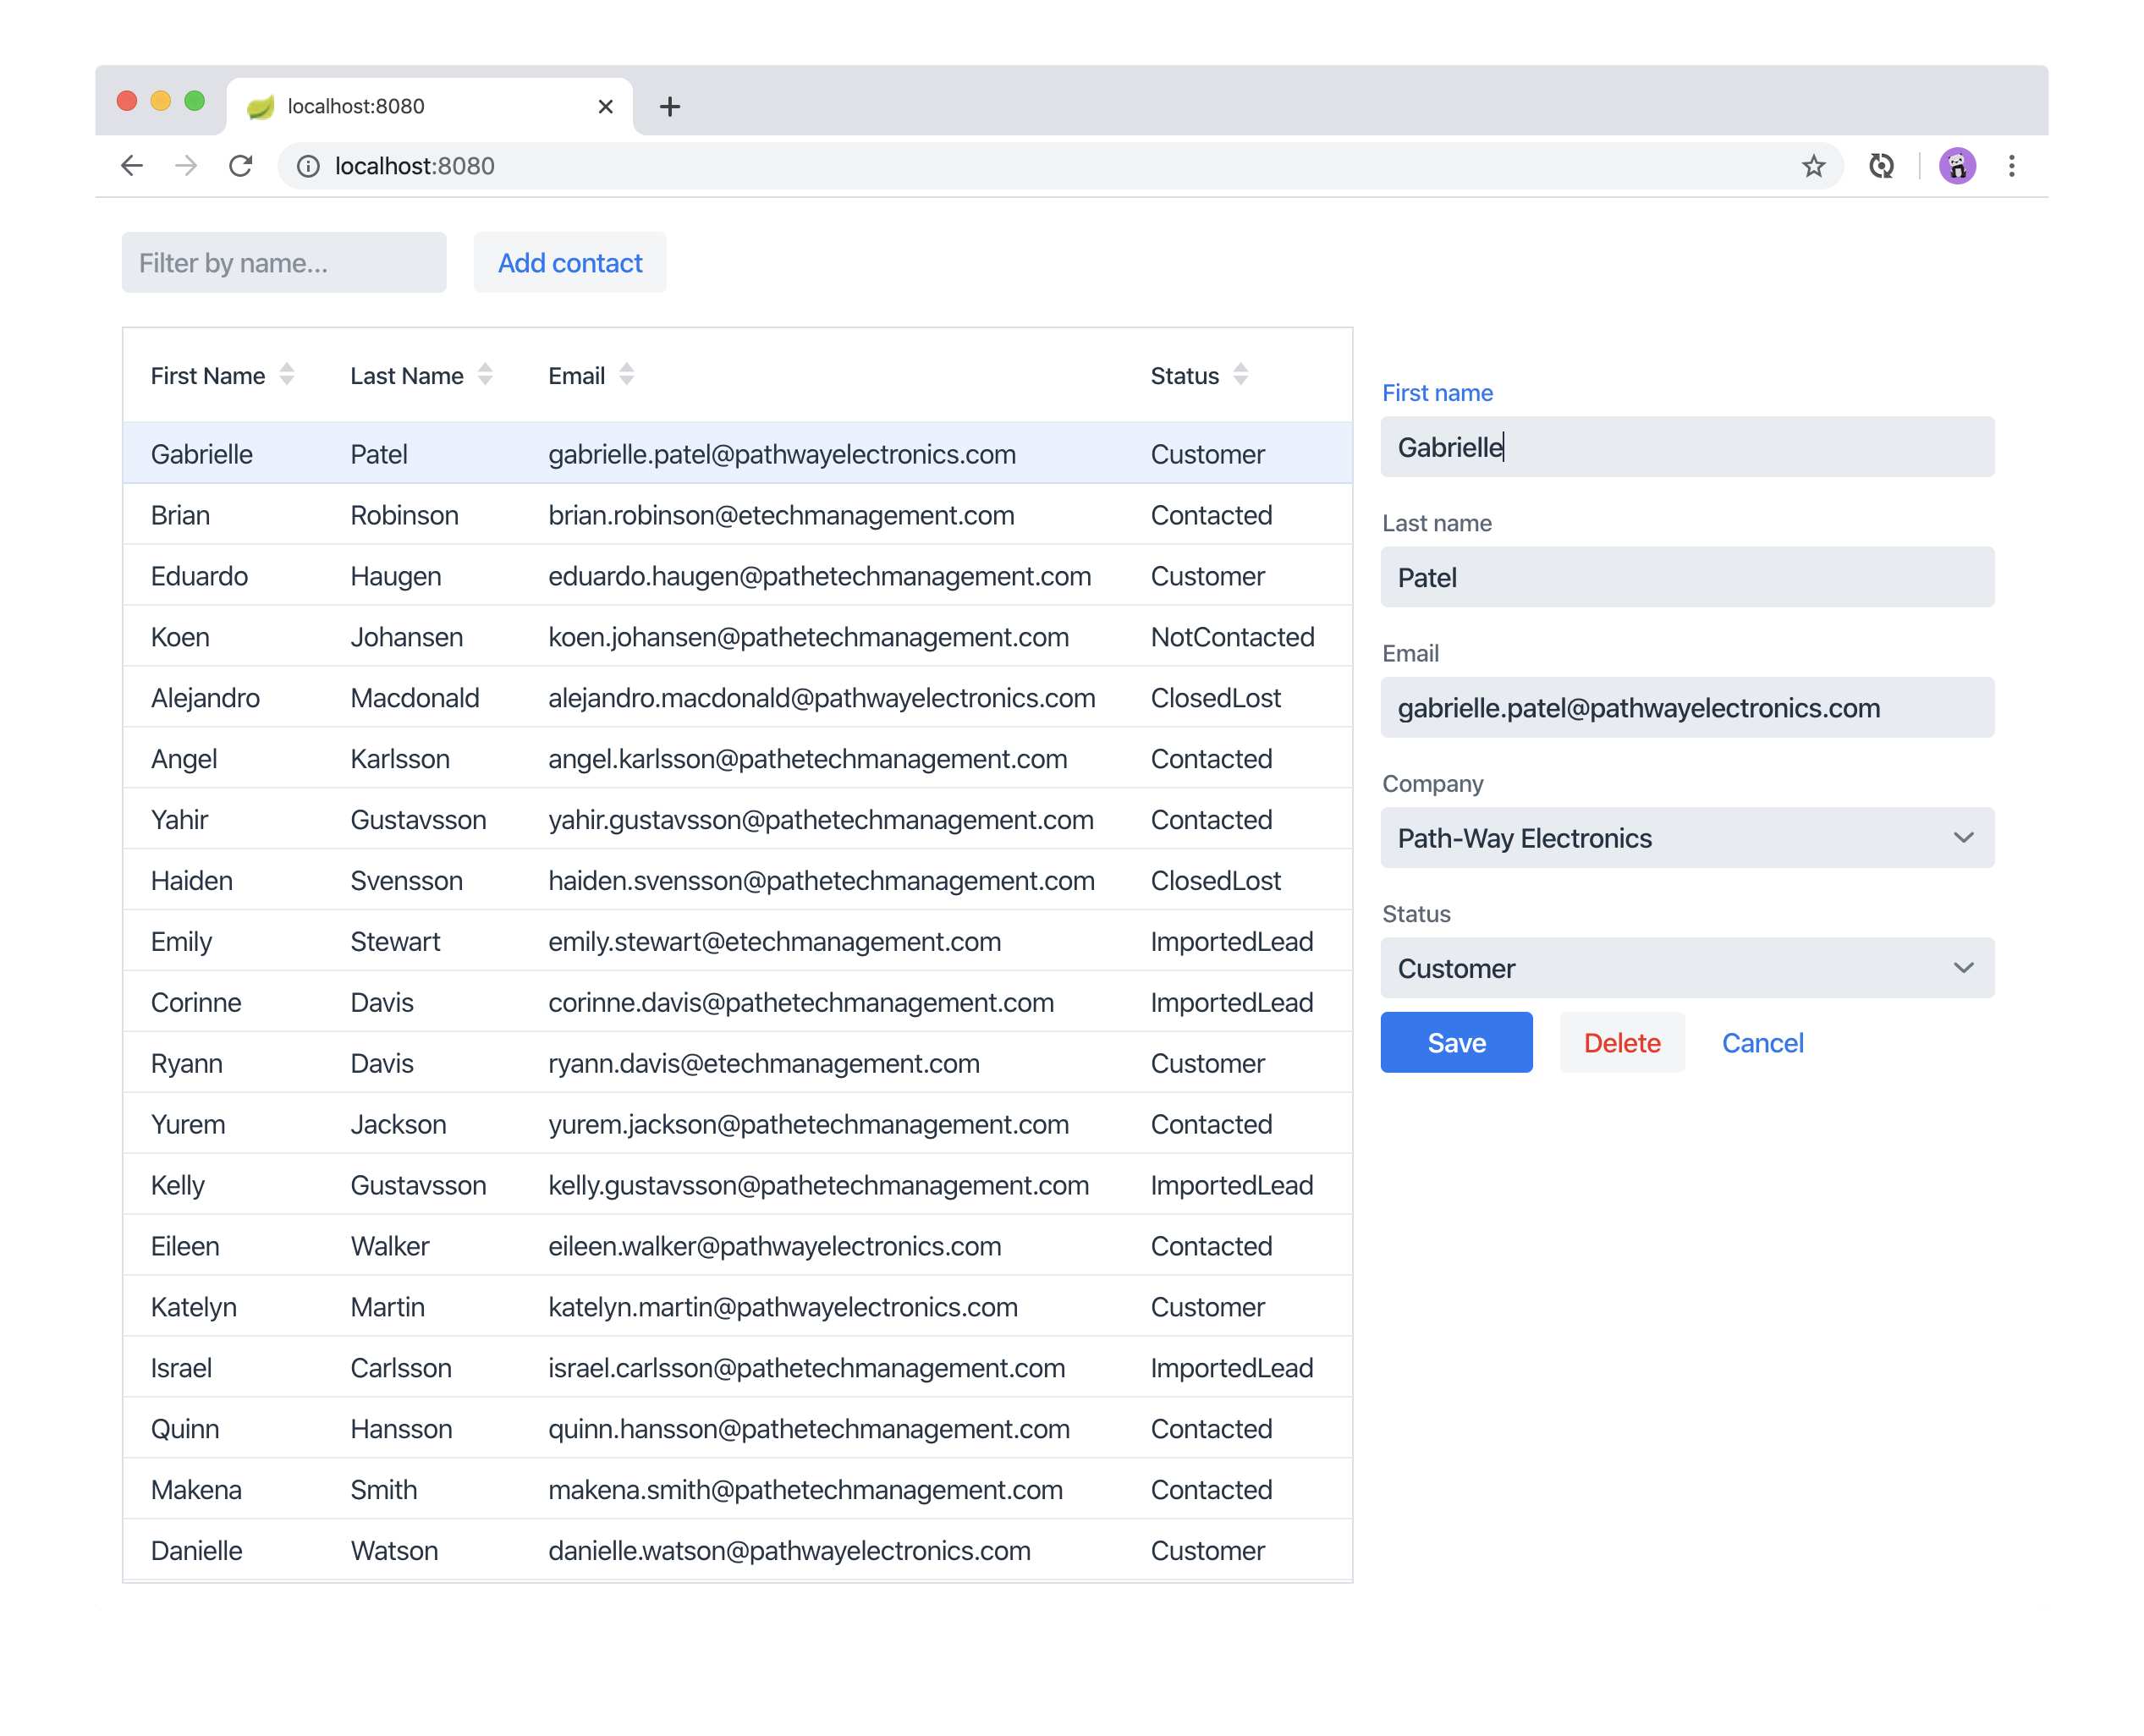 localhost:8080
localhost:8080
Filter by name... Add contact
First Name Last Name Email Status
Gabrielle Patel gabrielle.patel@pathwayelectronics.com Customer
Brian Robinson brian.robinson@etechmanagement.com Contacted
Eduardo Haugen eduardo.haugen@pathetechmanagement.com Customer
Koen Johansen koen.johansen@pathetechmanagement.com NotContacted
Alejandro Macdonald alejandro.macdonald@pathwayelectronics.com ClosedLost
Angel Karlsson angel.karlsson@pathetechmanagement.com Contacted
Yahir Gustavsson yahir.gustavsson@pathetechmanagement.com Contacted
Haiden Svensson haiden.svensson@pathetechmanagement.com ClosedLost
Emily Stewart emily.stewart@etechmanagement.com ImportedLead
Corinne Davis corinne.davis@pathetechmanagement.com ImportedLead
Ryann Davis ryann.davis@etechmanagement.com Customer
Yurem Jackson yurem.jackson@pathetechmanagement.com Contacted
Kelly Gustavsson kelly.gustavsson@pathetechmanagement.com ImportedLead
Eileen Walker eileen.walker@pathwayelectronics.com Contacted
Katelyn Martin katelyn.martin@pathwayelectronics.com Customer
Israel Carlsson israel.carlsson@pathetechmanagement.com ImportedLead
Quinn Hansson quinn.hansson@pathetechmanagement.com Contacted
Makena Smith makena.smith@pathetechmanagement.com Contacted
Danielle Watson danielle.watson@pathwayelectronics.com Customer
First name
Gabrielle
Last name
Patel
Email
gabrielle.patel@pathwayelectronics.com
Company
Path-Way Electronics
Status
Customer
Save Delete Cancel